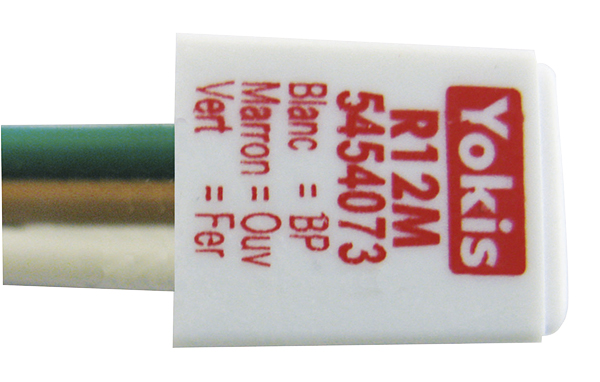 Yokis
R12M
5454073
Blanc = BP
Marron = Ouv
Vert = Fer